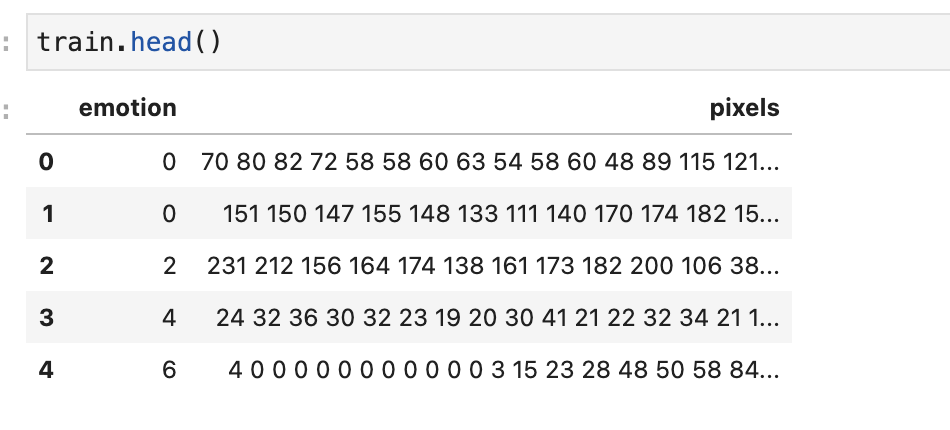 : train.head()
: emotion pixels
0 0 70 80 82 72 58 58 60 63 54 58 60 48 89 115 121...
1 0 151 150 147 155 148 133 111 140 170 174 182 15...
2 2 231 212 156 164 174 138 161 173 182 200 106 38...
3 4 24 32 36 30 32 23 19 20 30 41 21 22 32 34 21 1...
4 6 4 0 0 0 0 0 0 0 0 0 0 0 3 15 23 28 48 50 58 84...